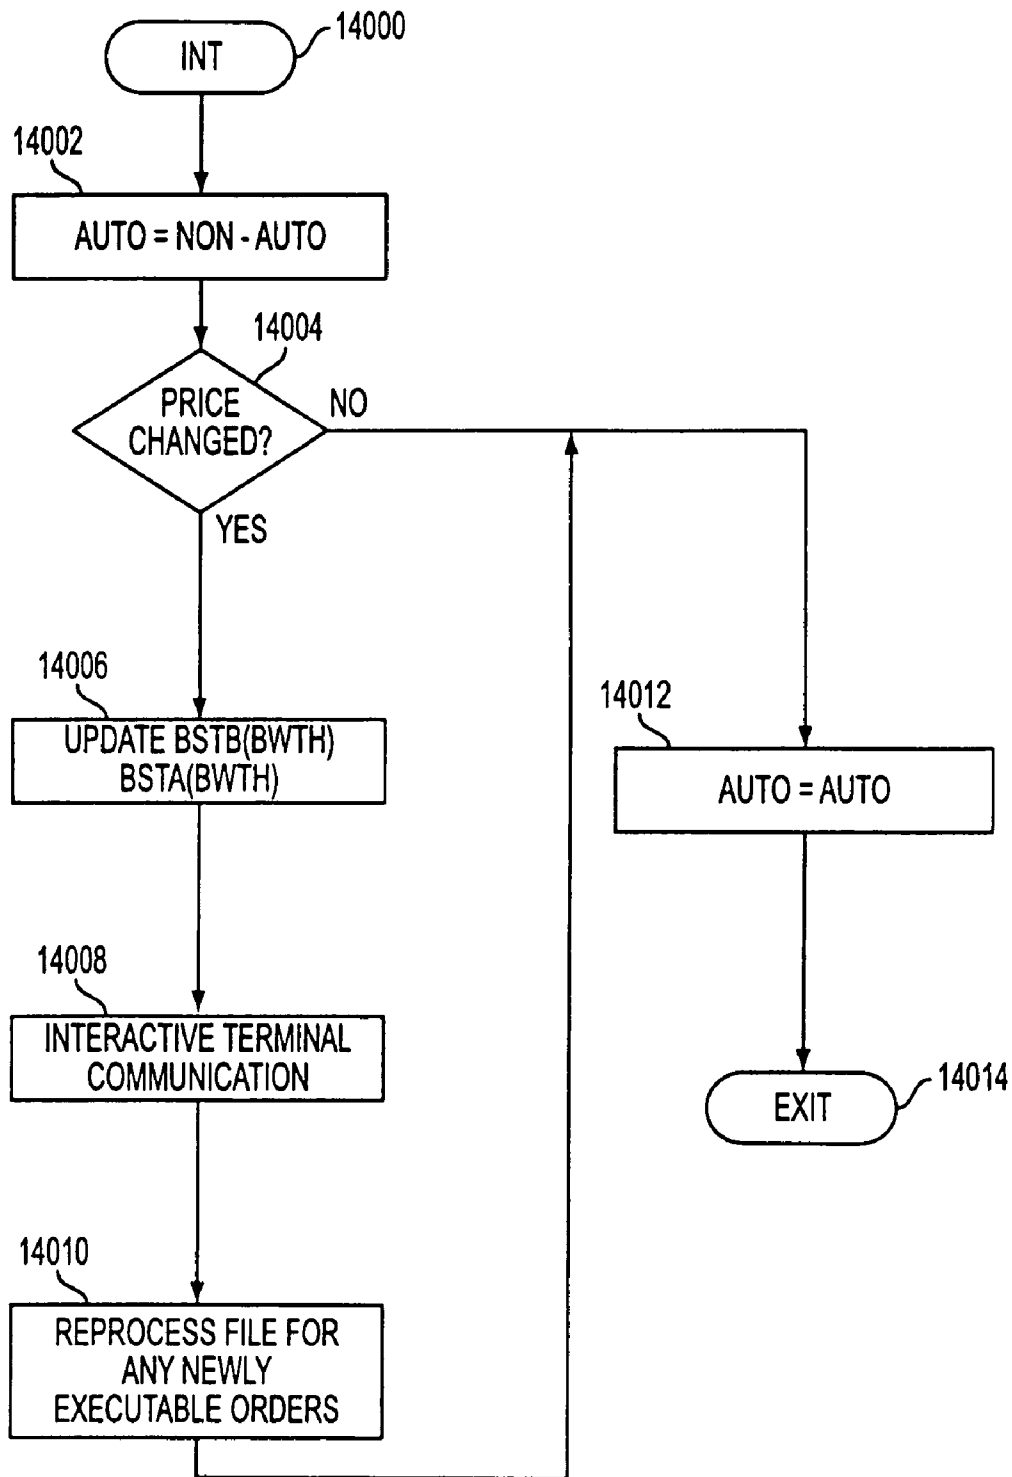 14000
INT
14002
AUTO = NON - AUTO
14004
PRICE
CHANGED?
NO
YES
14006
UPDATE BSTB(BWTH)
BSTA(BWTH)
14012
AUTO = AUTO
14008
INTERACTIVE TERMINAL
COMMUNICATION
14014
EXIT
14010
REPROCESS FILE FOR
ANY NEWLY
EXECUTABLE ORDERS